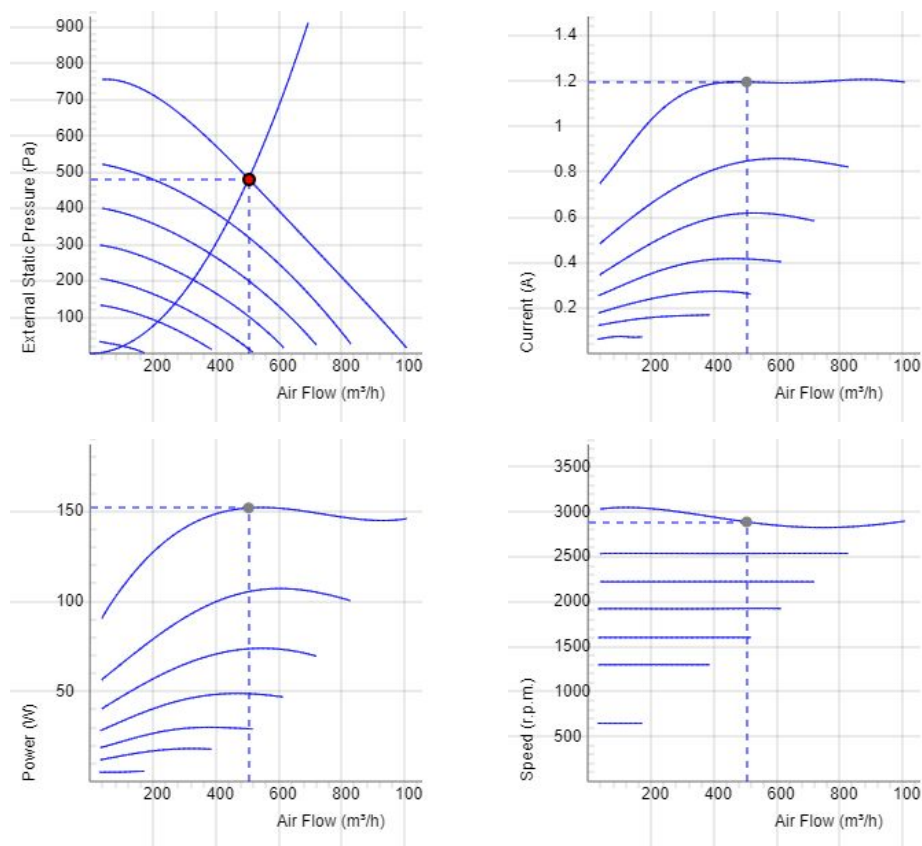 900
800
700
600
500
400
300
200
100
External Static Pressure (Pa)
200 400 600 800 100
Air Flow (m³/h)
1.4
1.2
1
0.8
0.6
0.4
0.2
Current (A)
200 400 600 800 100
Air Flow (m³/h)
150
100
50
Power (W)
200 400 600 800 100
Air Flow (m³/h)
3500
3000
2500
2000
1500
1000
500
Speed (r.p.m.)
200 400 600 800 100
Air Flow (m³/h)